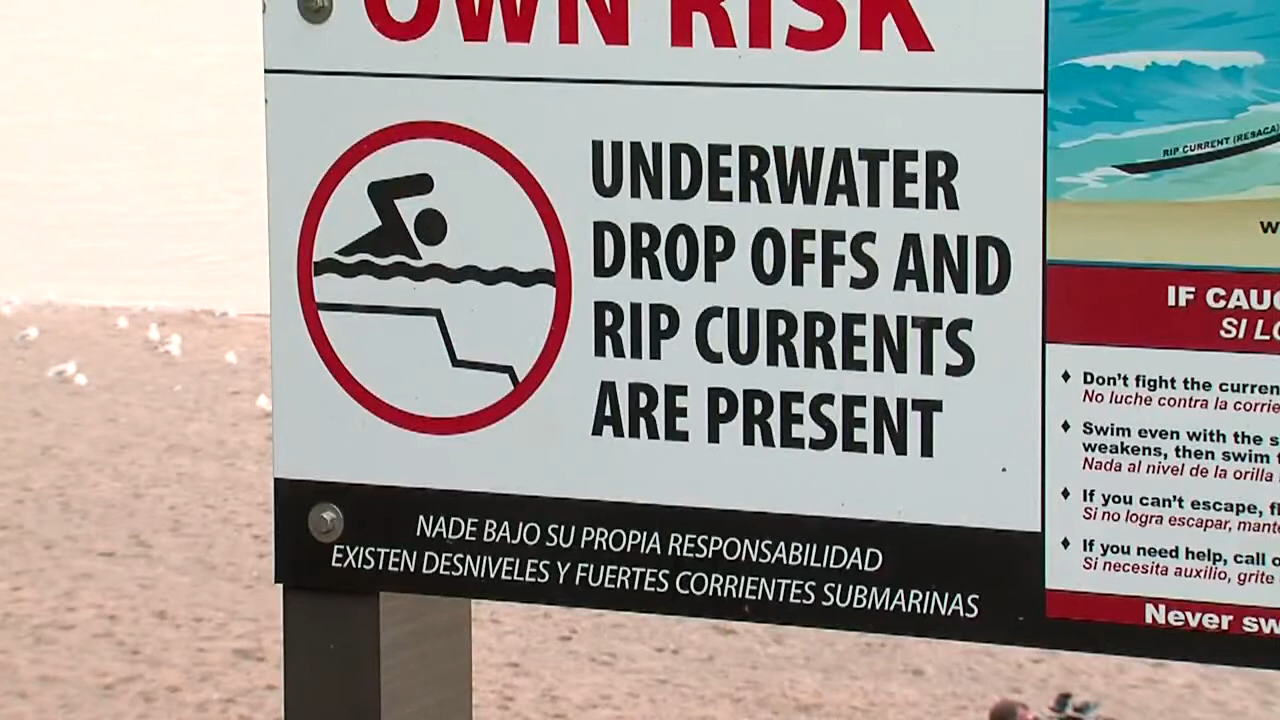 OWN RISK
UNDERWATER
DROP OFFS AND
RIP CURRENTS
ARE PRESENT
NADE BAJO SU PROPIA RESPONSABILIDAD
EXISTEN DESNIVELES Y FUERTES CORRIENTES SUBMARINAS
RIP CURRENT (RESACA)
IF
SI
Don't fight the
No luche contra la
Swim even with the
weakens, then swim
Nada al nivel de la orilla
If you can't escape,
Si no logra escapar,
If you need help, call
Si necesita auxilio, grite
Never